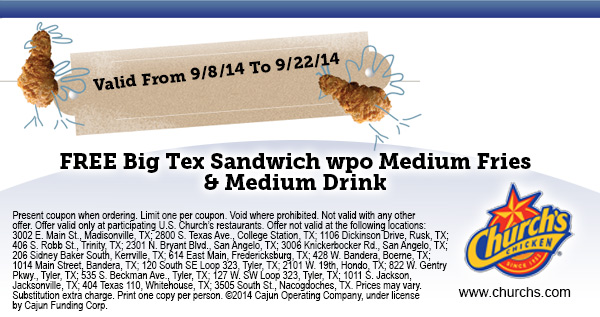 Valid From 9/8/14 To 9/22/14
FREE Big Tex Sandwich wpo Medium Fries
& Medium Drink
Present coupon when ordering. Limit one per coupon. Void where prohibited. Not valid with any other
offer. Offer valid only at participating U.S. Church's restaurants. Offer not valid at the following locations:
3002 E. Main St., Madisonville, TX; 2800 S. Texas Ave., College Station, TX; 1106 Dickinson Drive, Rusk, TX;
406 S. Robb St., Trinity, TX; 2301 N. Bryant Blvd., San Angelo, TX; 3006 Knickerbocker Rd., San Angelo, TX;
206 Sidney Baker South, Kerrville, TX; 614 East Main, Fredericksburg, TX; 428 W. Bandera, Boerne, TX;
1014 Main Street, Bandera, TX; 120 South SE Loop 323, Tyler, TX; 2101 W. 19th, Hondo, TX; 822 W. Gentry
Pkwy., Tyler, TX; 535 S. Beckman Ave., Tyler, TX; 127 W. SW Loop 323, Tyler, TX; 1011 S. Jackson,
Jacksonville, TX; 404 Texas 110, Whitehouse, TX; 3505 South St., Nacogdoches, TX. Prices may vary.
Substitution extra charge. Print one copy per person. ©2014 Cajun Operating Company, under license
by Cajun Funding Corp.
Church's
CHICKEN®
SINCE 1952
www.churchs.com